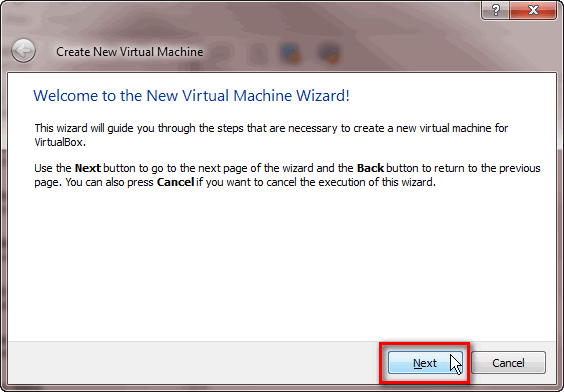 Create New Virtual Machine
Welcome to the New Virtual Machine Wizard!
This wizard will guide you through the steps that are necessary to create a new virtual machine for
VirtualBox.
Use the Next button to go to the next page of the wizard and the Back button to return to the previous
page. You can also press Cancel if you want to cancel the execution of this wizard.
Next
Cancel